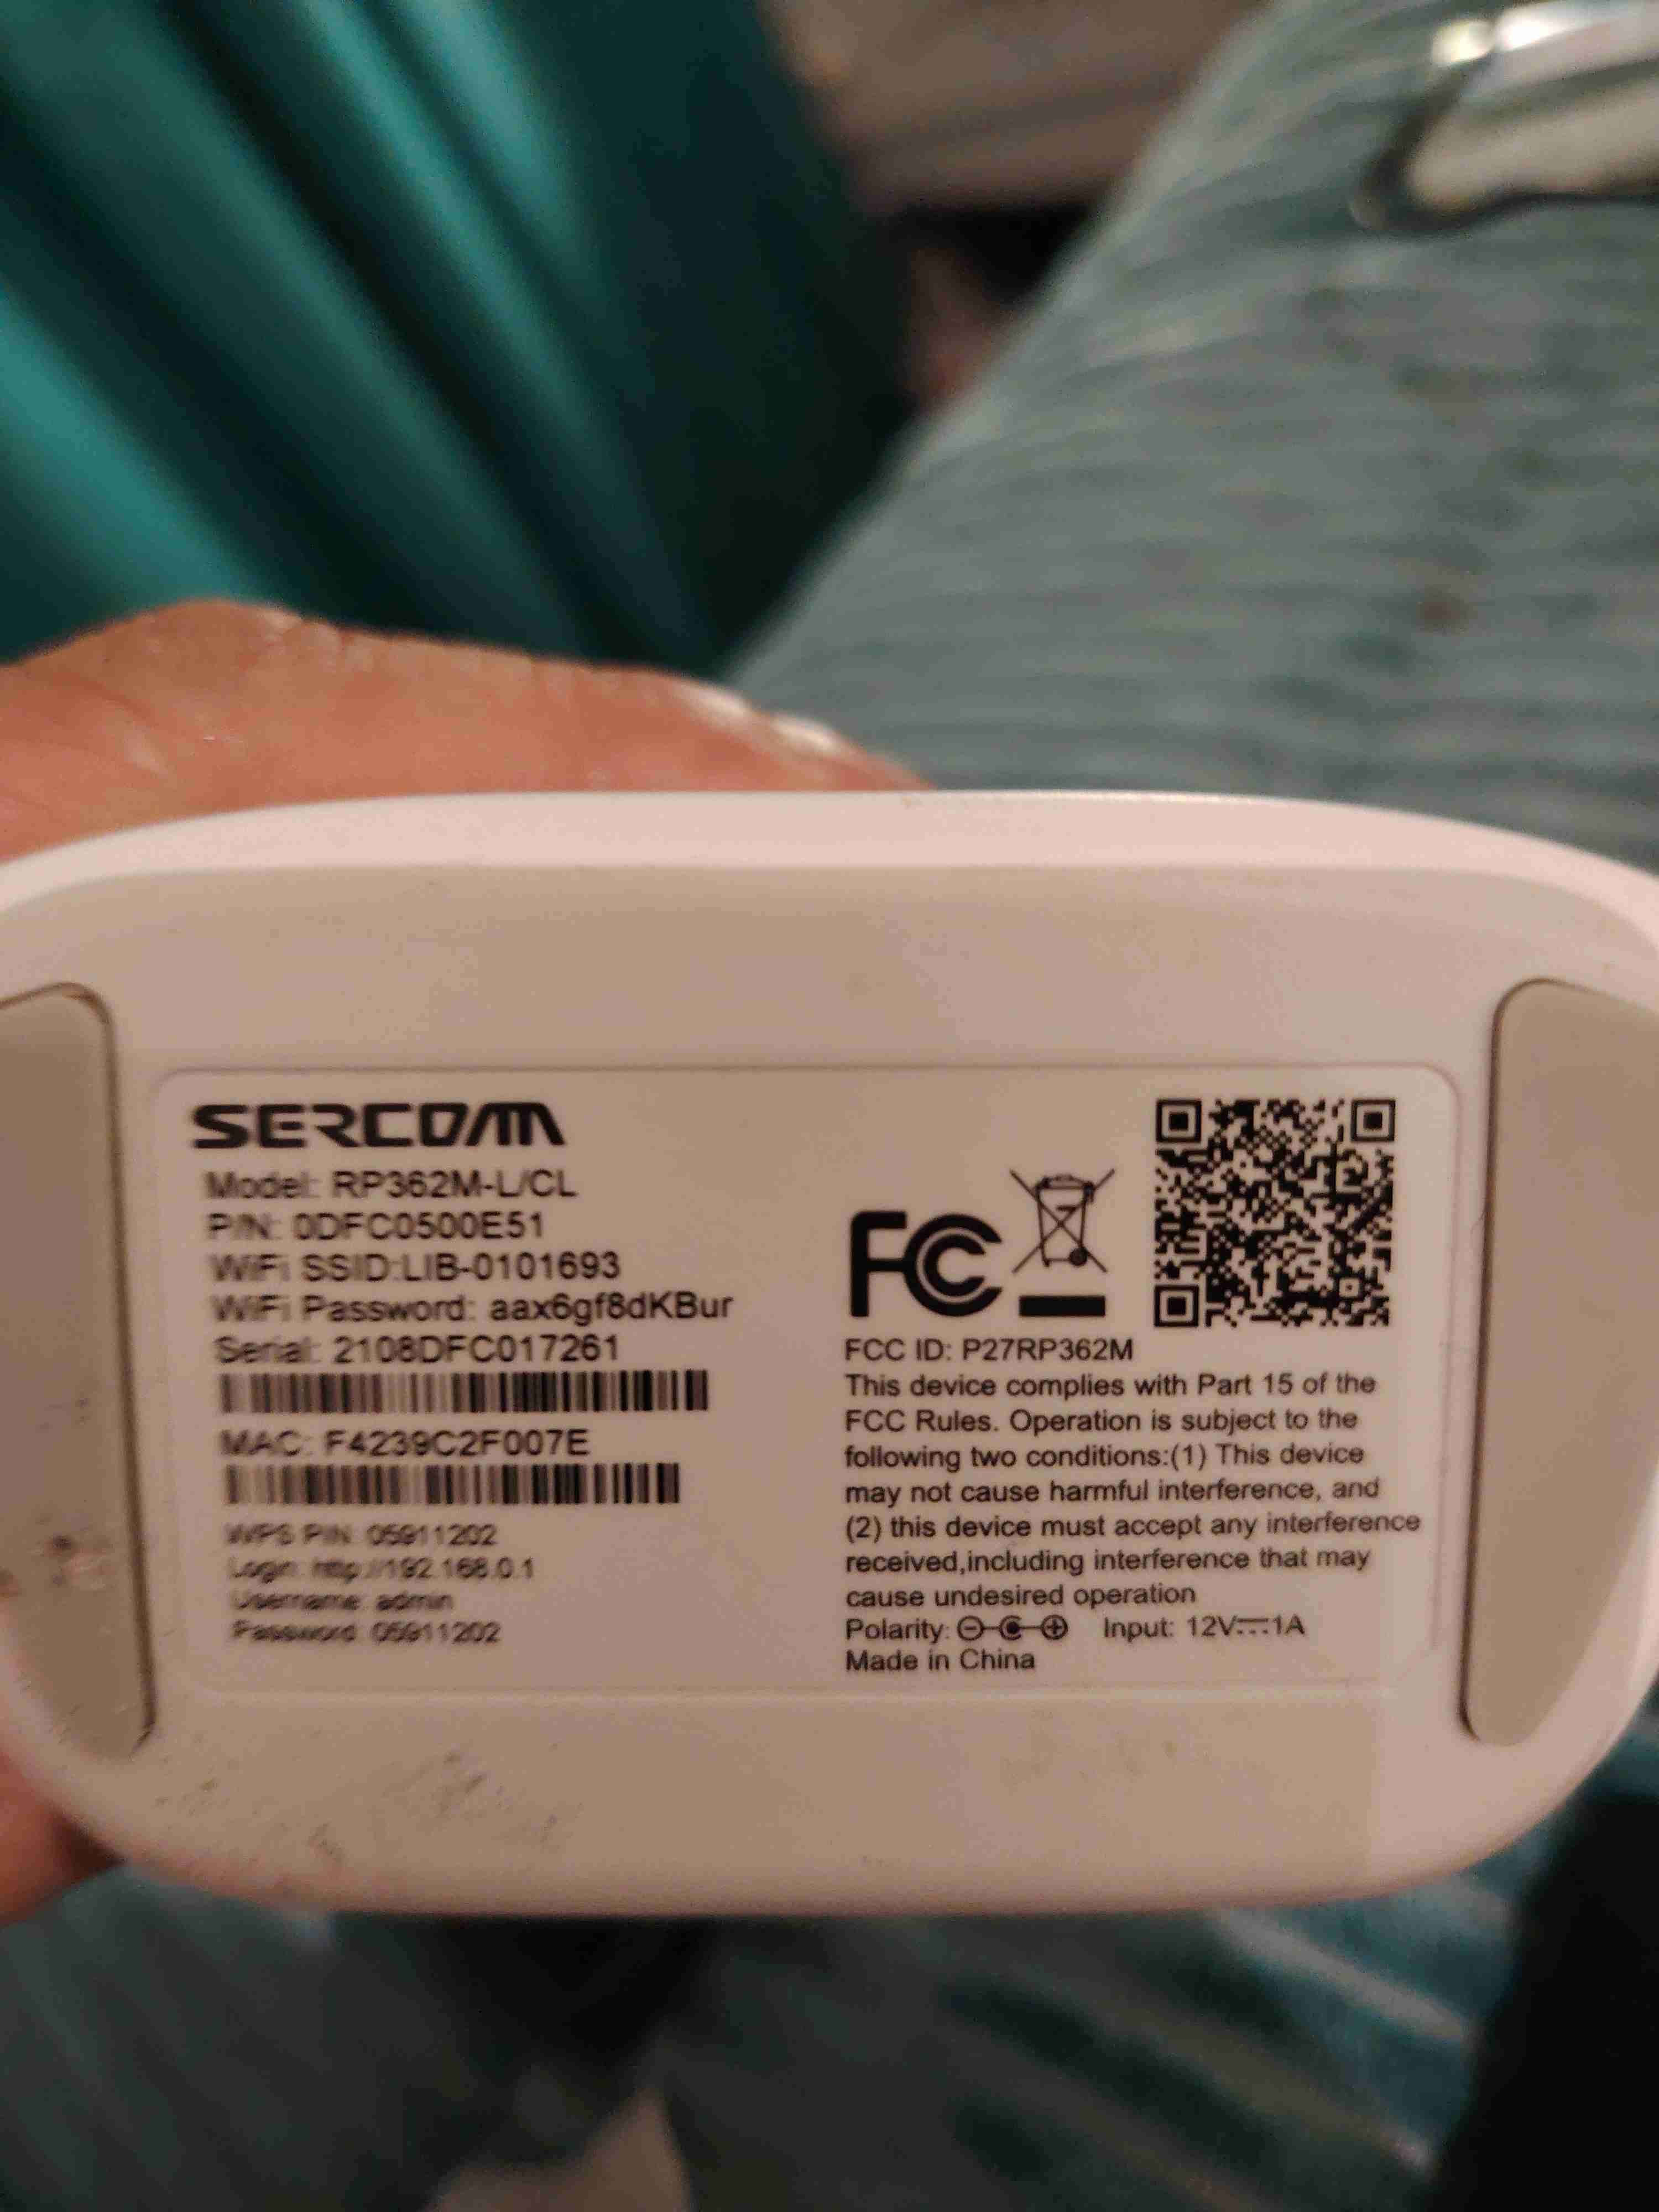 SERCOMM
Model: RP362M-L/CL
P/N: 0DFC0500E51
WiFi SSID:LIB-0101693
WiFi Password: aax6gf8dKBur
Serial: 2108DFC017261
MAC: F4239C2F007E
WPS PIN: 05911202
Login: http://192.168.0.1
Username: admin
Password: 05911202
FC
FCC ID: P27RP362M
This device complies with Part 15 of the
FCC Rules. Operation is subject to the
following two conditions:(1) This device
may not cause harmful interference, and
(2) this device must accept any interference
received,including interference that may
cause undesired operation
Polarity: Input: 12V⎓1A
Made in China